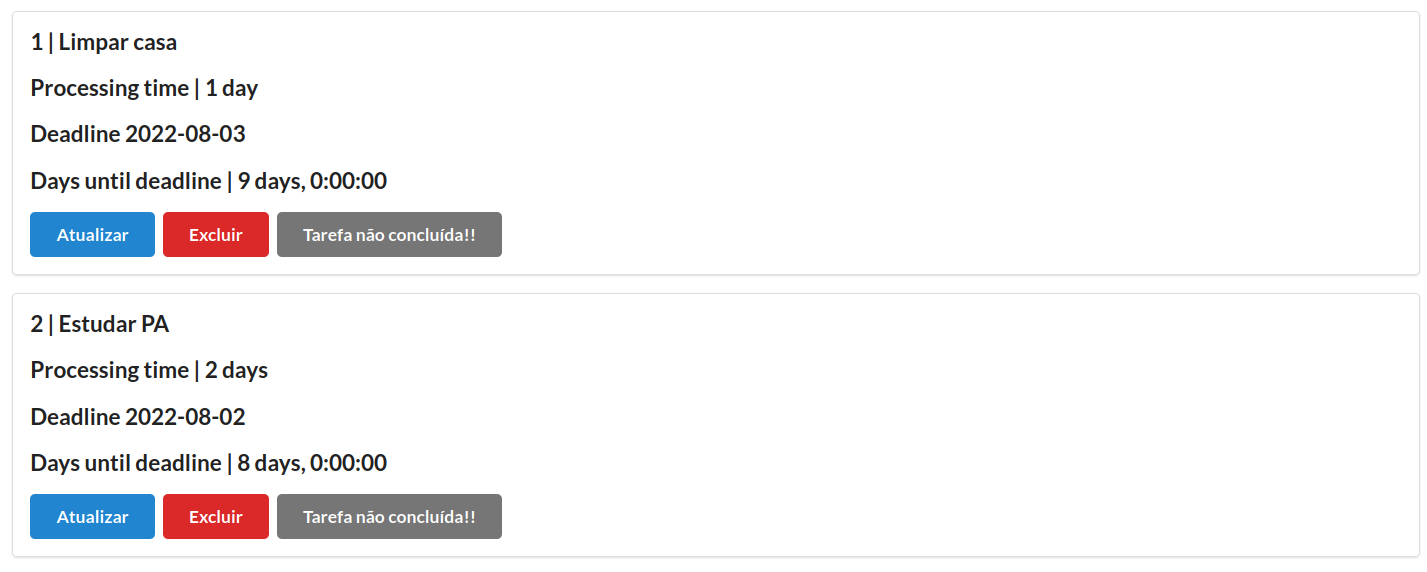 1 | Limpar casa
Processing time | 1 day
Deadline 2022-08-03
Days until deadline | 9 days, 0:00:00
Atualizar Excluir Tarefa não concluída!!
2 | Estudar PA
Processing time | 2 days
Deadline 2022-08-02
Days until deadline | 8 days, 0:00:00
Atualizar Excluir Tarefa não concluída!!